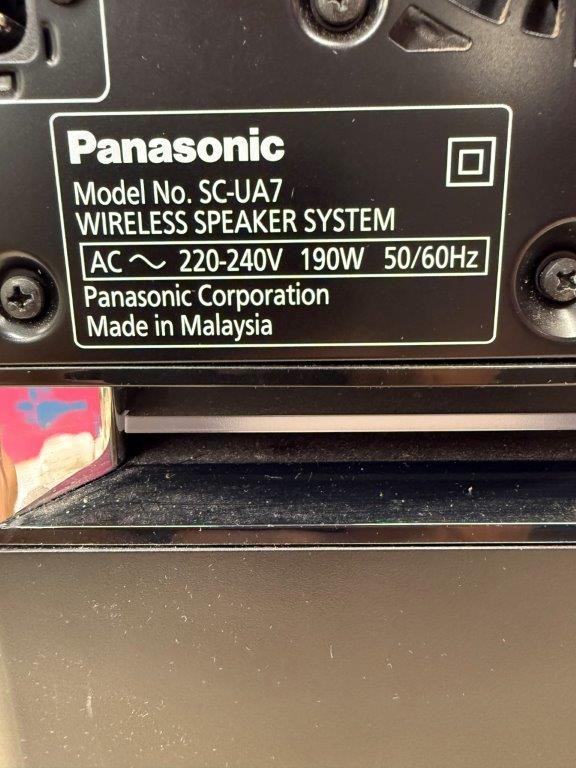 Panasonic
Model No. SC-UA7
WIRELESS SPEAKER SYSTEM
AC ～ 220-240V 190W 50/60Hz
Panasonic Corporation
Made in Malaysia